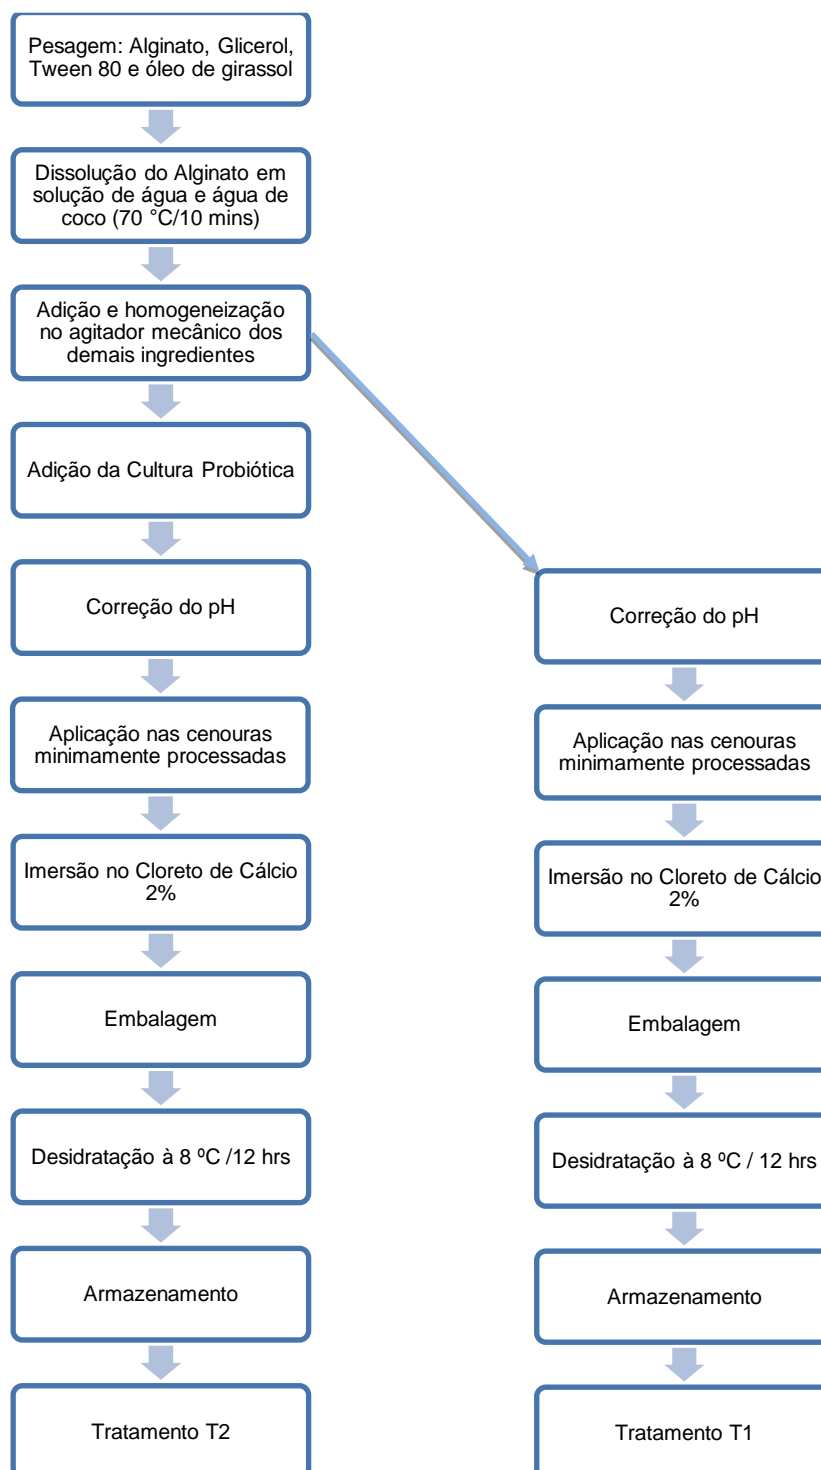 Pesagem: Alginato, Glicerol,
Tween 80 e óleo de girassol
Dissolução do Alginato em
solução de água e água de
coco (70 °C/10 mins)
Adição e homogeneização
no agitador mecânico dos
demais ingredientes
Adição da Cultura Probiótica
Correção do pH
Aplicação nas cenouras
minimamente processadas
Imersão no Cloreto de Cálcio
2%
Embalagem
Desidratação à 8 ºC /12 hrs
Armazenamento
Tratamento T2
Correção do pH
Aplicação nas cenouras
minimamente processadas
Imersão no Cloreto de Cálcio
2%
Embalagem
Desidratação à 8 ºC / 12 hrs
Armazenamento
Tratamento T1